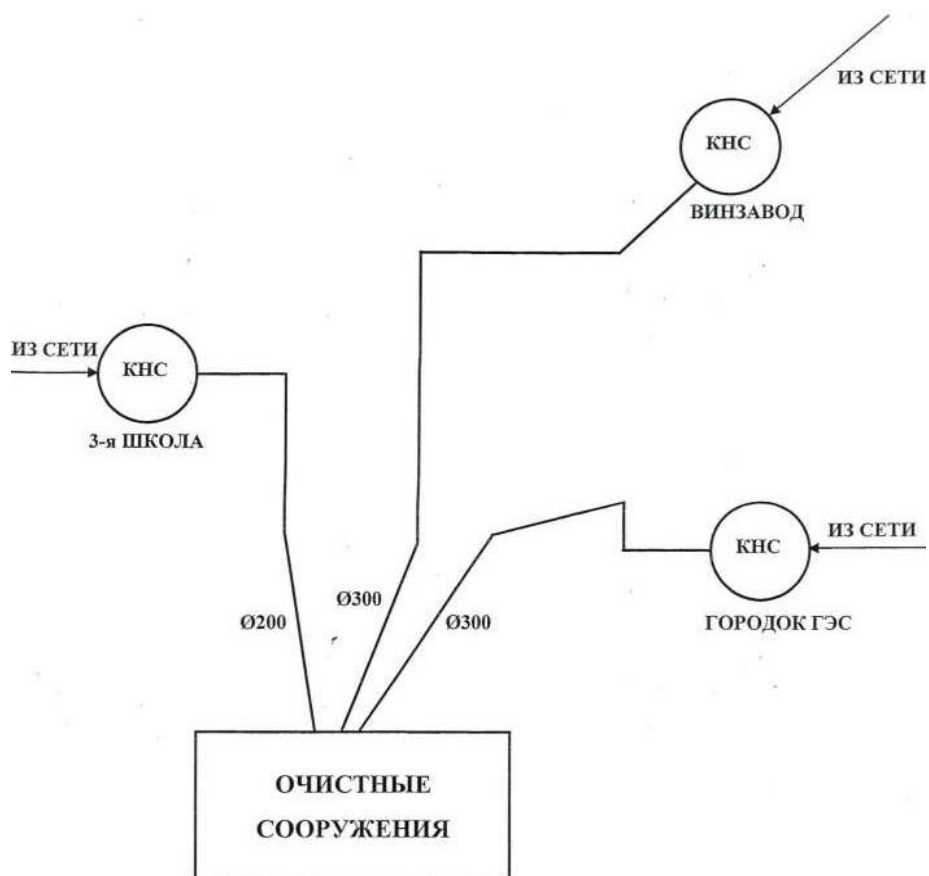 ИЗ СЕТИ
КНС
ВИНЗАВОД
ИЗ СЕТИ
КНС
3-я ШКОЛА
ИЗ СЕТИ
КНС
ГОРОДОК ГЭС
Ø200
Ø300
Ø300
ОЧИСТНЫЕ
СООРУЖЕНИЯ